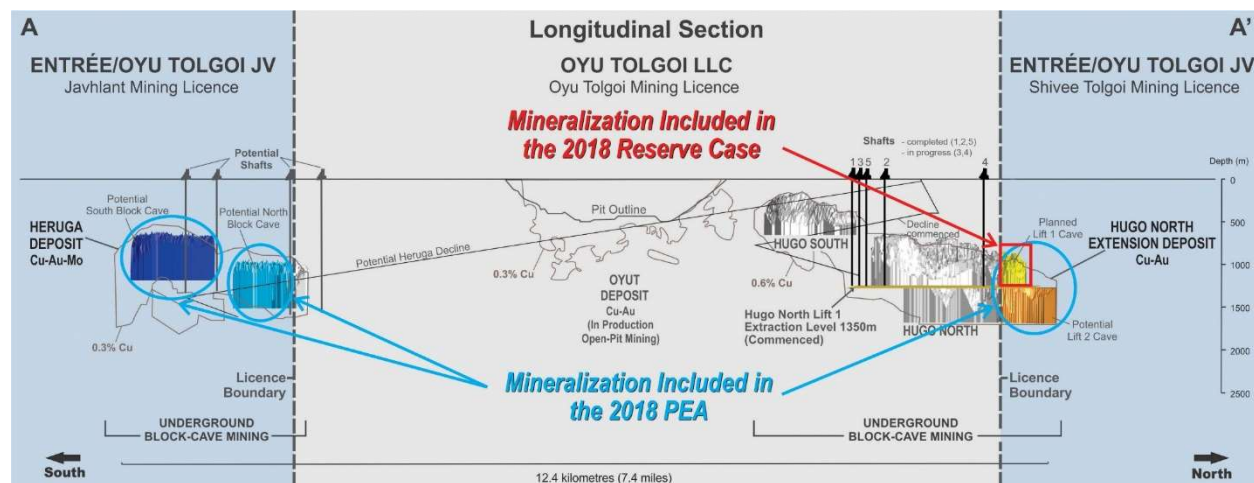 A
Longitudinal Section
A'
ENTRÉE/OYU TOLGOI JV
Javhlant Mining Licence
OYU TOLGOI LLC
Oyu Tolgoi Mining Licence
ENTRÉE/OYU TOLGOI JV
Shivee Tolgoi Mining Licence
Mineralization Included in
the 2018 Reserve Case
Shafts - completed (1,2,5)
- in progress (3,4)
Potential
Shafts
1 3 5 2 4
Depth (m)
0
500
1000
1500
2000
2500
Potential
South Block Cave
Potential North
Block Cave
HERUGA
DEPOSIT
Cu-Au-Mo
0.3% Cu
Potential Heruga Decline
Pit Outline
0.3% Cu
OYUT
DEPOSIT
Cu-Au
(In Production
Open-Pit Mining)
HUGO SOUTH
0.6% Cu
Decline
commenced
Hugo North Lift 1
Extraction Level 1350m
(Commenced)
HUGO NORTH
Planned
Lift 1 Cave
HUGO NORTH
EXTENSION DEPOSIT
Cu-Au
Potential
Lift 2 Cave
Licence
Boundary
Mineralization Included in
the 2018 PEA
Licence
Boundary
UNDERGROUND
BLOCK-CAVE MINING
UNDERGROUND
BLOCK-CAVE MINING
South
12.4 kilometres (7.4 miles)
North